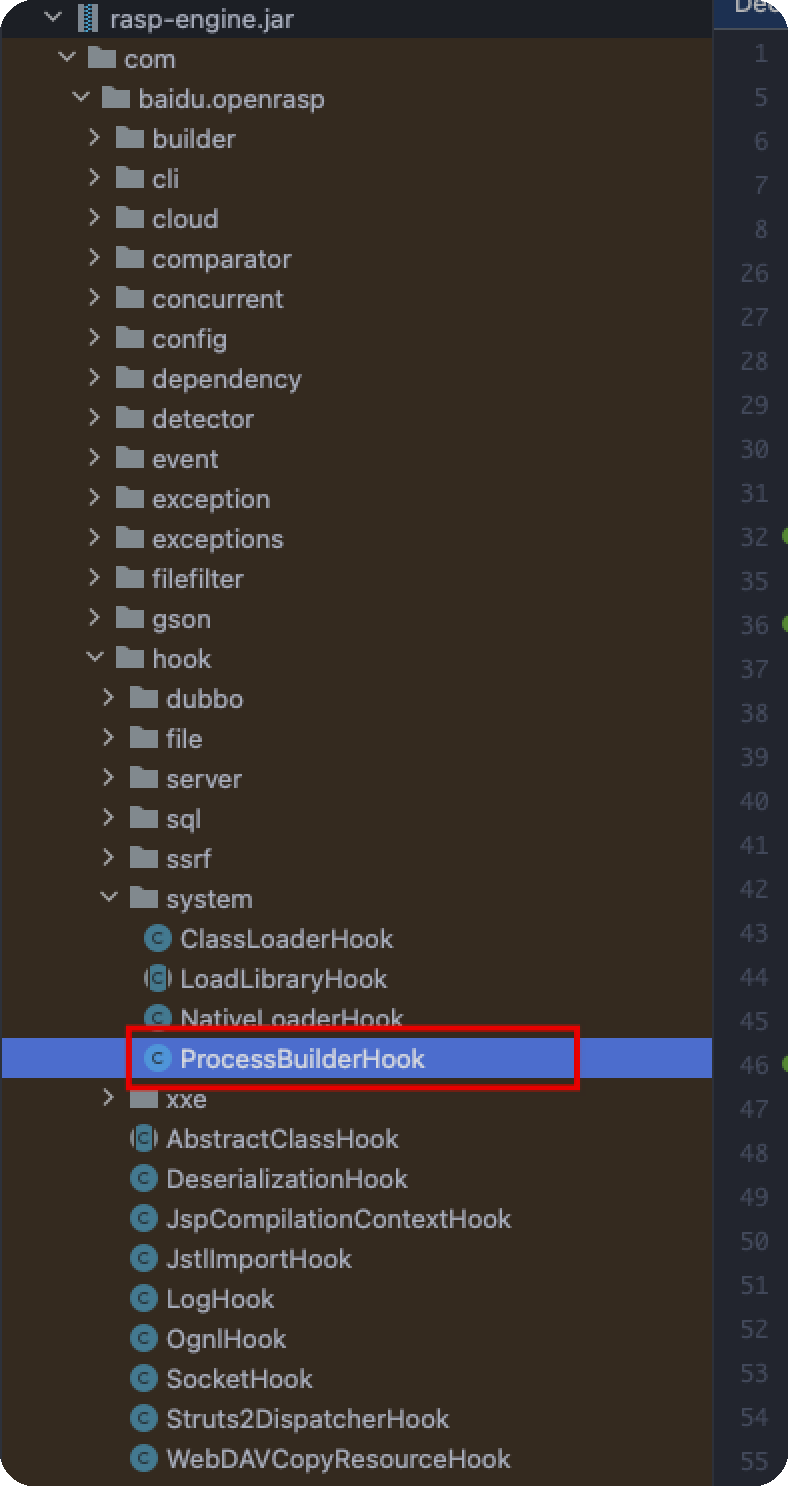 rasp-engine.jar
com
baidu.openrasp
builder
cli
cloud
comparator
concurrent
config
dependency
detector
event
exception
exceptions
filefilter
gson
hook
dubbo
file
server
sql
ssrf
system
ClassLoaderHook
LoadLibraryHook
NativeLoaderHook
ProcessBuilderHook
xxe
AbstractClassHook
DeserializationHook
JspCompilationContextHook
JstlImportHook
LogHook
OgnlHook
SocketHook
Struts2DispatcherHook
WebDAVCopyResourceHook
1
5
6
7
8
26
27
28
29
30
31
32
35
36
37
38
39
40
41
42
43
44
45
46
47
48
49
50
51
52
53
54
55